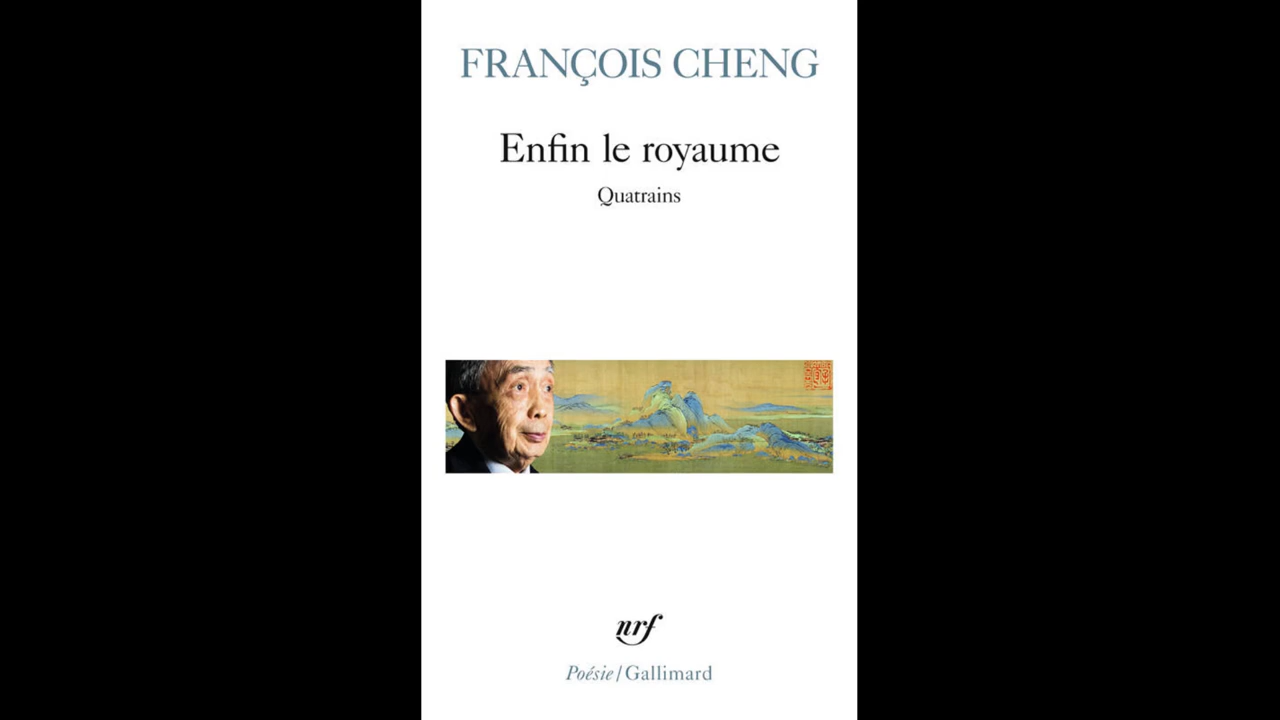 FRANÇOIS CHENG
Enfin le royaume
Quatrains
nrf
Poésie/Gallimard